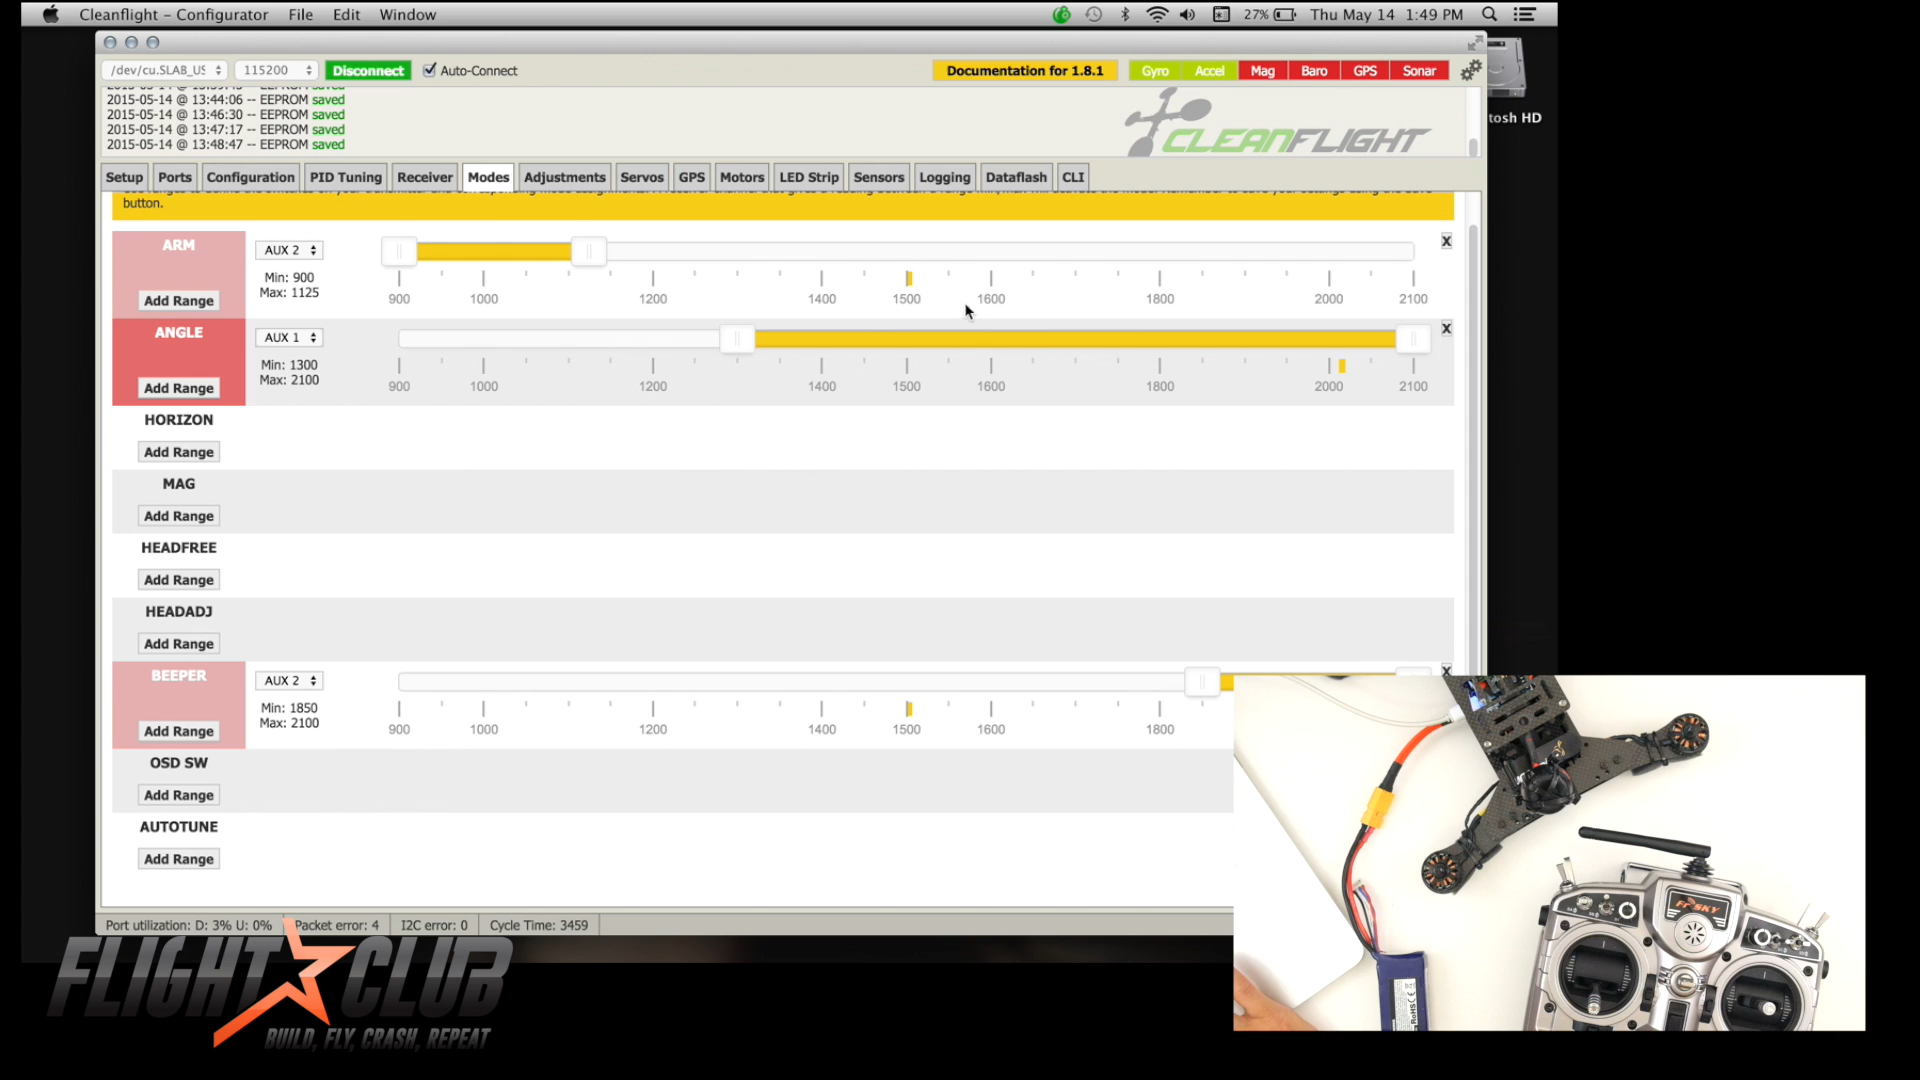 Cleanflight - Configurator File Edit Window
27% Thu May 14 1:49 PM
/dev/cu.SLAB_US 115200 Disconnect Auto-Connect Documentation for 1.8.1 Gyro Accel Mag Baro GPS Sonar
2015-05-14 @ 13:44:06 -- EEPROM saved
2015-05-14 @ 13:46:30 -- EEPROM saved
2015-05-14 @ 13:47:17 -- EEPROM saved
2015-05-14 @ 13:48:47 -- EEPROM saved
CLEANFLIGHT
tosh HD
Setup Ports Configuration PID Tuning Receiver Modes Adjustments Servos GPS Motors LED Strip Sensors Logging Dataflash CLI
button.
ARM
AUX 2
X
Min: 900
Max: 1125
900 1000 1200 1400 1500 1600 1800 2000 2100
Add Range
ANGLE
AUX 1
X
Min: 1300
Max: 2100
900 1000 1200 1400 1500 1600 1800 2000 2100
Add Range
HORIZON
Add Range
MAG
Add Range
HEADFREE
Add Range
HEADADJ
Add Range
BEEPER
AUX 2
X
Min: 1850
Max: 2100
900 1000 1200 1400 1500 1600 1800
Add Range
OSD SW
Add Range
AUTOTUNE
Add Range
Port utilization: D: 3% U: 0% Packet error: 4 I2C error: 0 Cycle Time: 3459
FLIGHT CLUB
BUILD, FLY, CRASH, REPEAT
FrSKY
RoHS